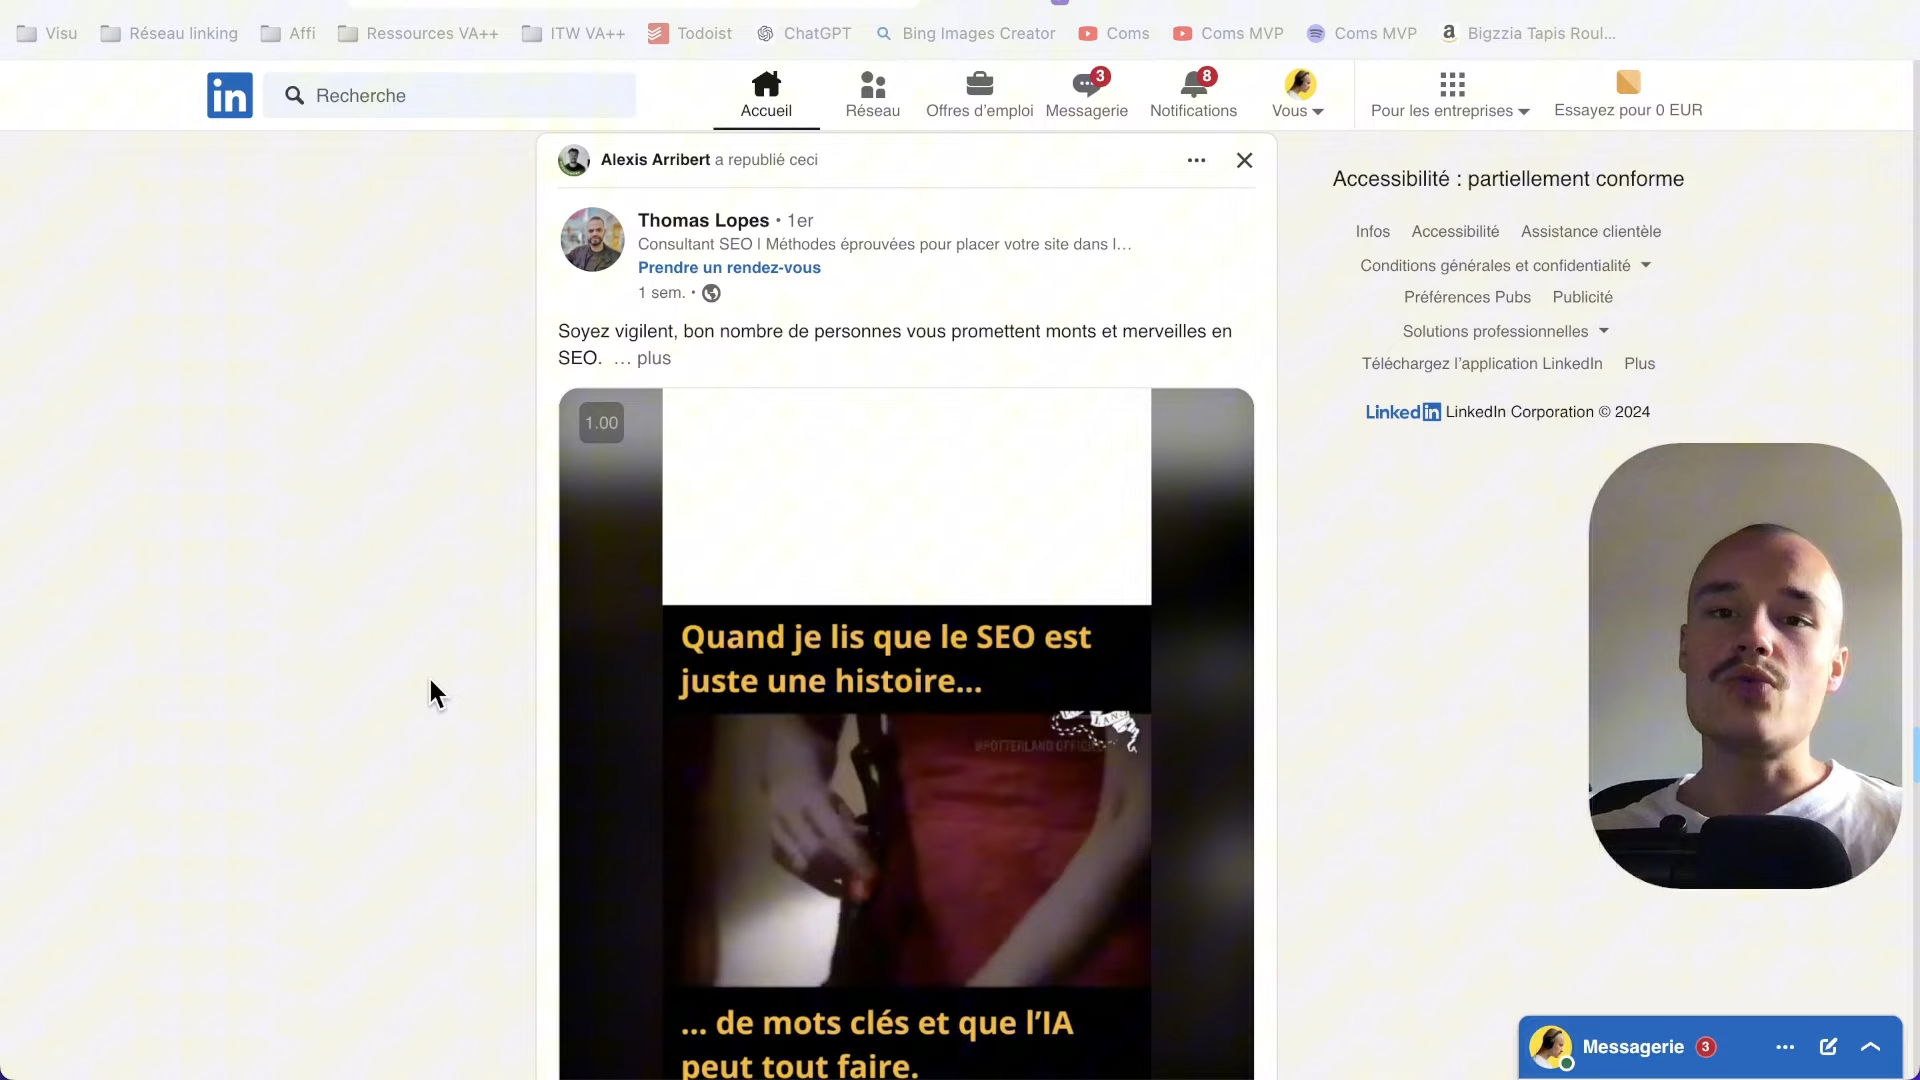 Visu
Réseau linking
Affi
Ressources VA++
ITW VA++
Todoist
ChatGPT
Bing Images Creator
Coms
Coms MVP
Coms MVP
Bigzzia Tapis Roul...
in
Recherche
Accueil
Réseau
Offres d’emploi
3
Messagerie
8
Notifications
Vous
Pour les entreprises
Essayez pour 0 EUR
Alexis Arribert a republié ceci
Thomas Lopes • 1er
Consultant SEO | Méthodes éprouvées pour placer votre site dans l…
Prendre un rendez-vous
1 sem. •
Soyez vigilent, bon nombre de personnes vous promettent monts et merveilles en
SEO. … plus
1.00
Quand je lis que le SEO est
juste une histoire...
... de mots clés et que l’IA
peut tout faire.
Accessibilité : partiellement conforme
Infos Accessibilité Assistance clientèle
Conditions générales et confidentialité
Préférences Pubs Publicité
Solutions professionnelles
Téléchargez l’application LinkedIn Plus
LinkedIn LinkedIn Corporation © 2024
Messagerie 3